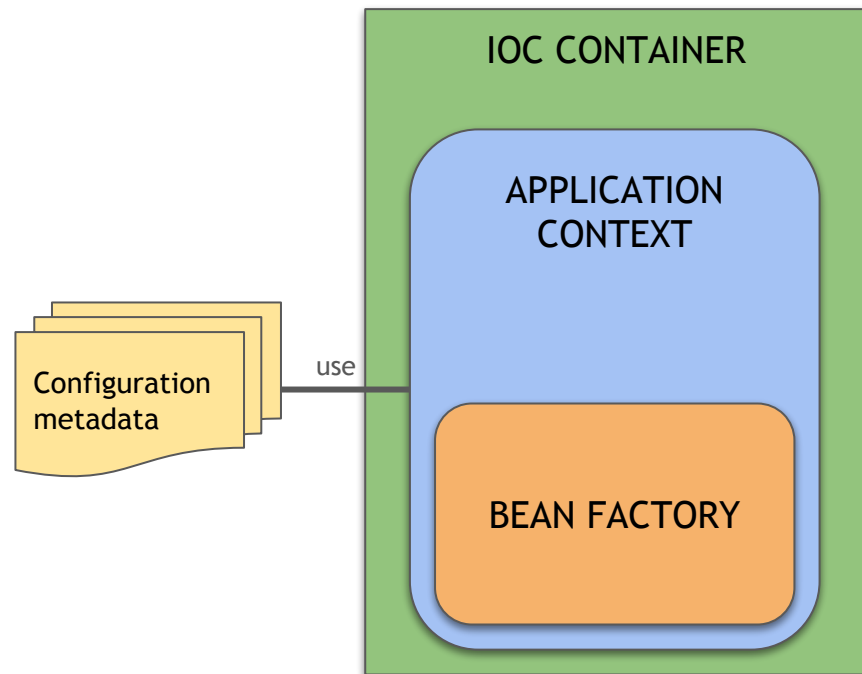 IOC CONTAINER
APPLICATION
CONTEXT
use
Configuration
metadata
BEAN FACTORY